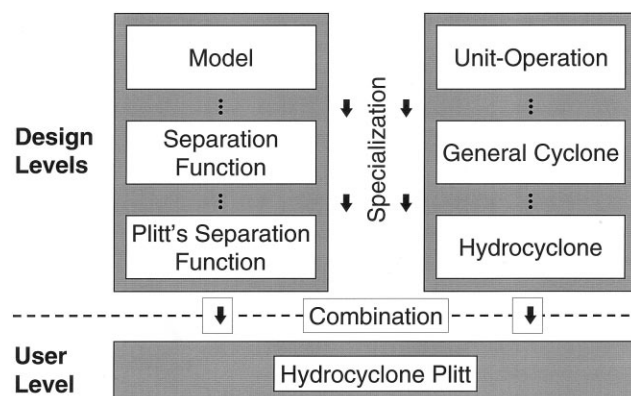 Model
Unit-Operation
Design
Levels
Separation
Function
General Cyclone
Specialization
Plitt's Separation
Function
Hydrocyclone
Combination
User
Level
Hydrocyclone Plitt